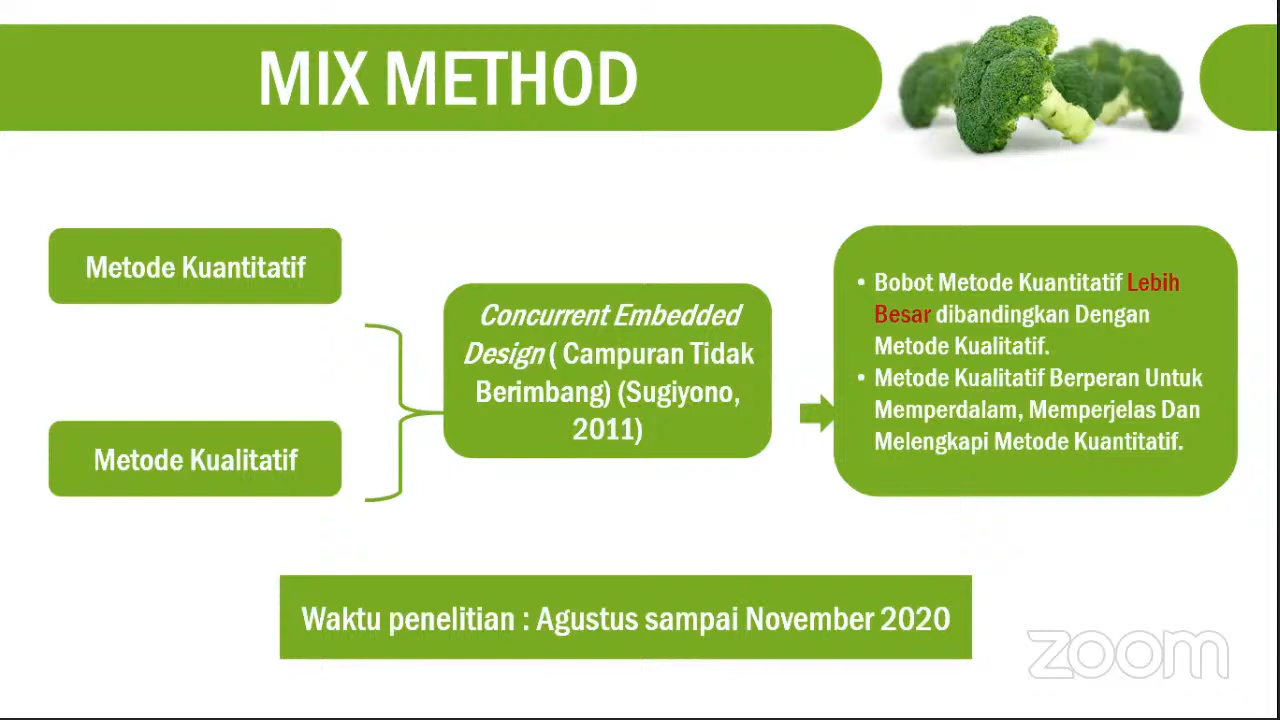 MIX METHOD
Metode Kuantitatif
Metode Kualitatif
Concurrent Embedded
Design ( Campuran Tidak
Berimbang) (Sugiyono,
2011)
• Bobot Metode Kuantitatif Lebih
Besar dibandingkan Dengan
Metode Kualitatif.
• Metode Kualitatif Berperan Untuk
Memperdalam, Memperjelas Dan
Melengkapi Metode Kuantitatif.
Waktu penelitian : Agustus sampai November 2020
zoom